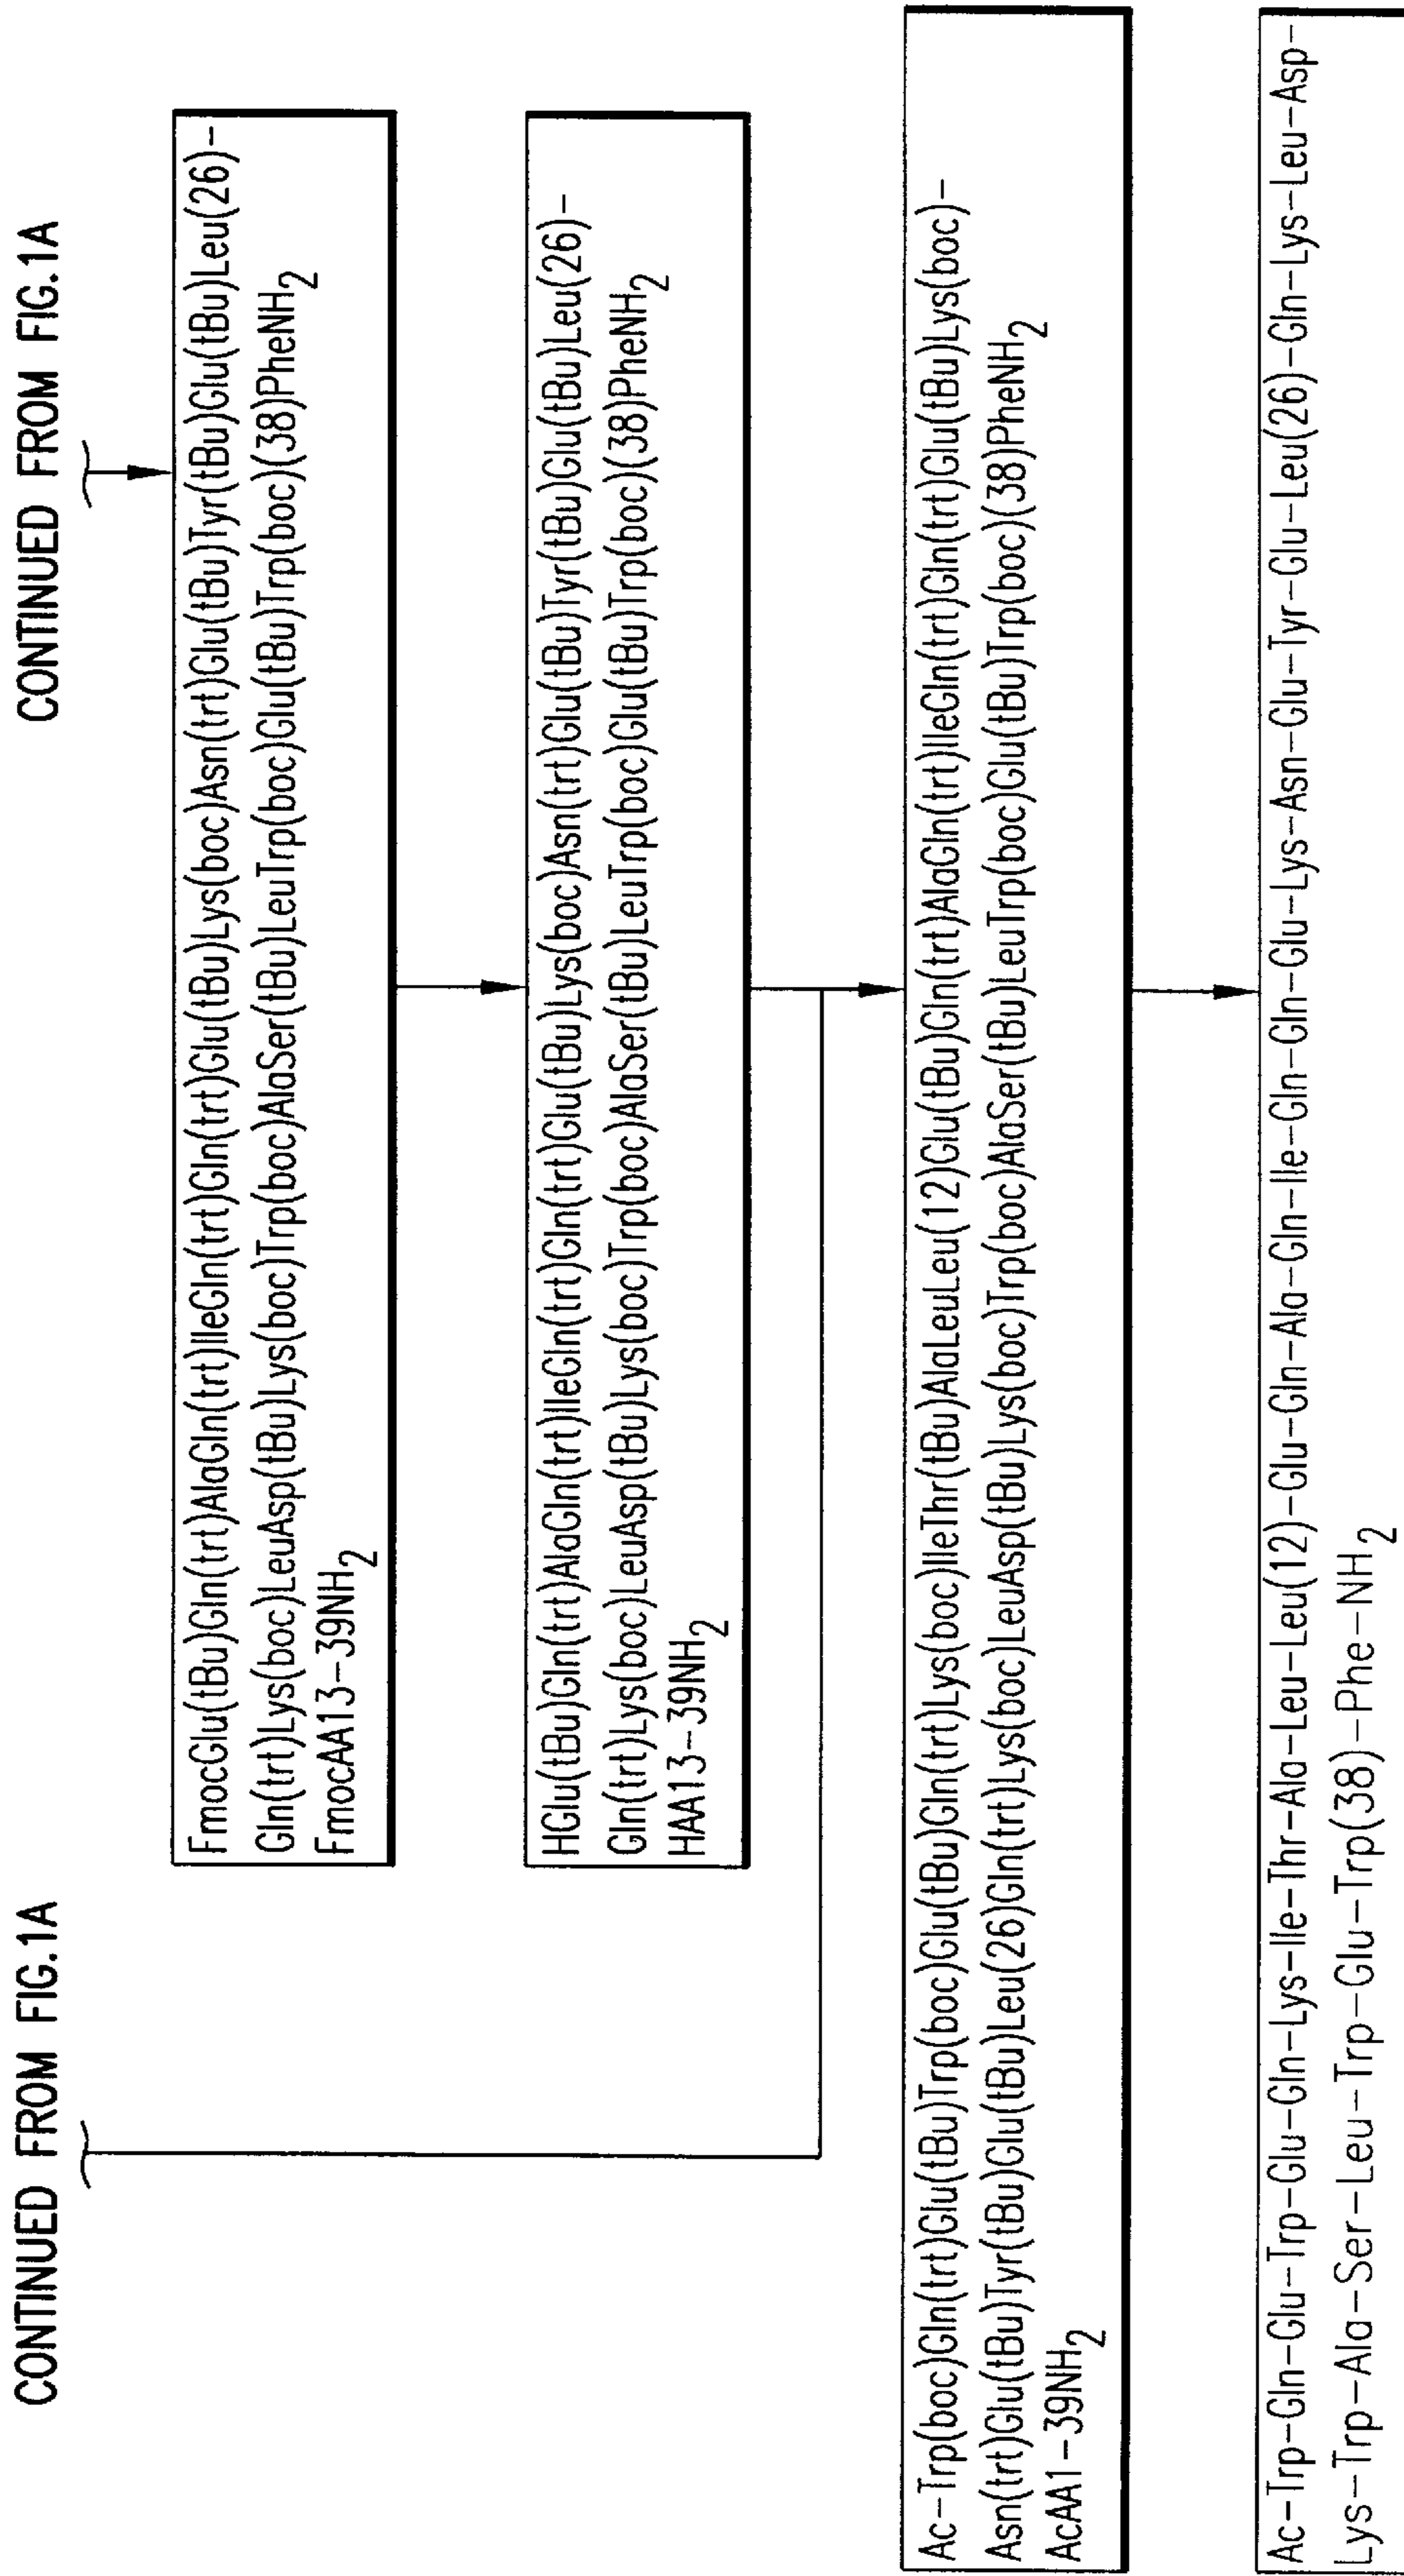 CONTINUED FROM FIG.1A
CONTINUED FROM FIG.1A
FmocGlu(tBu)Gln(trt)AlaGln(trt)IleGln(trt)Gln(trt)Glu(tBu)Lys(boc)Asn(trt)Glu(tBu)Tyr(tBu)Glu(tBu)Leu(26)-
Gln(trt)Lys(boc)LeuAsp(tBu)Lys(boc)Trp(boc)AlaSer(tBu)LeuTrp(boc)Glu(tBu)Trp(boc)(38)PheNH2
FmocAA13-39NH2
HGlu(tBu)Gln(trt)AlaGln(trt)IleGln(trt)Gln(trt)Glu(tBu)Lys(boc)Asn(trt)Glu(tBu)Tyr(tBu)Glu(tBu)Leu(26)-
Gln(trt)Lys(boc)LeuAsp(tBu)Lys(boc)Trp(boc)AlaSer(tBu)LeuTrp(boc)Glu(tBu)Trp(boc)(38)PheNH2
HAA13-39NH2
Ac-Trp(boc)Gln(trt)Glu(tBu)Trp(boc)Glu(tBu)Gln(trt)Lys(boc)IleThr(tBu)AlaLeuLeu(12)Glu(tBu)Gln(trt)AlaGln(trt)IleGln(trt)Gln(trt)Glu(tBu)Lys(boc)-
Asn(trt)Glu(tBu)Tyr(tBu)Glu(tBu)Leu(26)Gln(trt)Lys(boc)LeuAsp(tBu)Lys(boc)Trp(boc)AlaSer(tBu)LeuTrp(boc)Glu(tBu)Trp(boc)(38)PheNH2
AcAA1-39NH2
Ac-Trp-Gln-Glu-Trp-Glu-Gln-Lys-Ile-Thr-Ala-Leu-Leu(12)-Glu-Gln-Ala-Gln-Ile-Gln-Gln-Glu-Lys-Asn-Glu-Tyr-Glu-Leu(26)-Gln-Lys-Leu-Asp-
Lys-Trp-Ala-Ser-Leu-Trp-Glu-Trp(38)-Phe-NH2